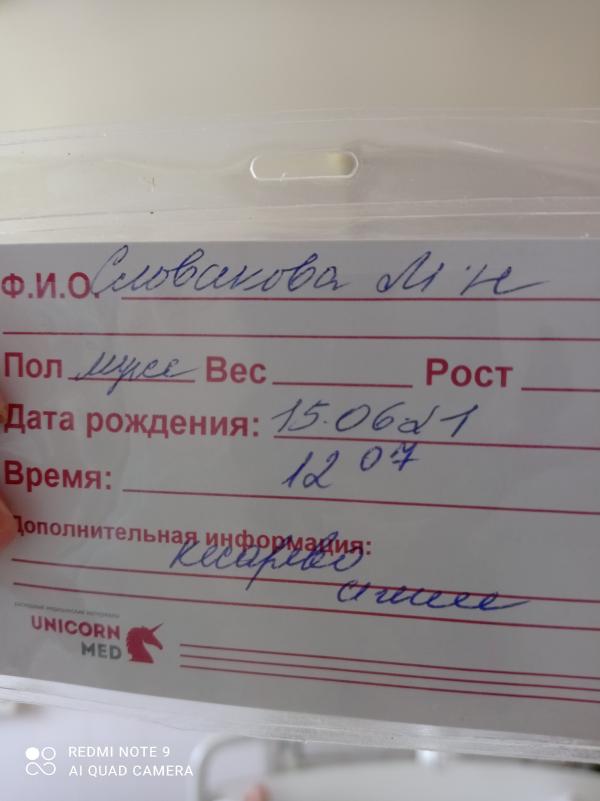 Ф.И.О. Словакова М. Н
Пол муж Вес Рост
Дата рождения: 15.06.21
Время: 12 07
Дополнительная информация:
кесарево
UNICORN
MED
REDMI NOTE 9
AI QUAD CAMERA